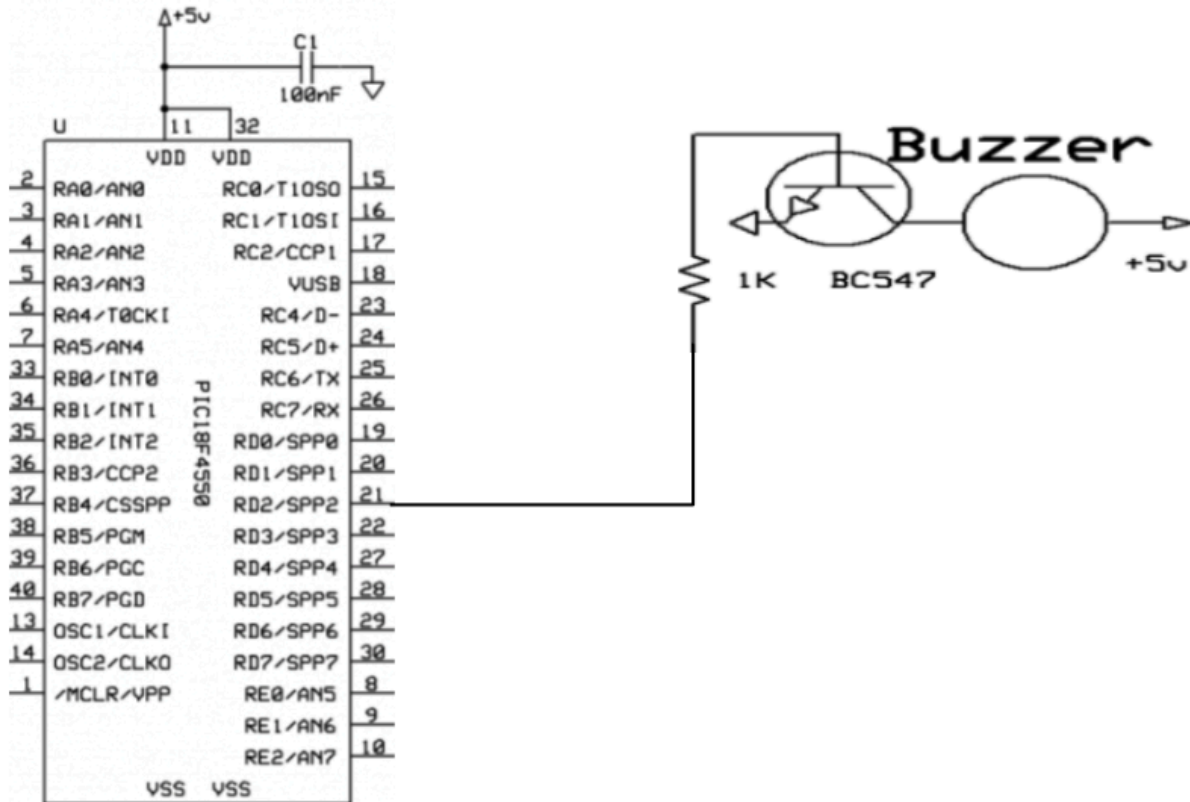 +5v
C1
100nF
U 11 32
VDD VDD
2 RA0/AN0 RC0/T1OSO 15
3 RA1/AN1 RC1/T1OSI 16
4 RA2/AN2 RC2/CCP1 17
5 RA3/AN3 VUSB 18
6 RA4/T0CKI RC4/D- 23
7 RA5/AN4 RC5/D+ 24
33 RB0/INT0 RC6/TX 25
34 RB1/INT1 RC7/RX 26
35 RB2/INT2 RD0/SPP0 19
36 RB3/CCP2 RD1/SPP1 20
37 RB4/CSSPP RD2/SPP2 21
38 RB5/PGM RD3/SPP3 22
39 RB6/PGC RD4/SPP4 27
40 RB7/PGD RD5/SPP5 28
13 OSC1/CLKI RD6/SPP6 29
14 OSC2/CLKO RD7/SPP7 30
1 /MCLR/VPP RE0/AN5 8
RE1/AN6 9
RE2/AN7 10
VSS VSS
PIC18F4550
Buzzer
+5v
1K BC547